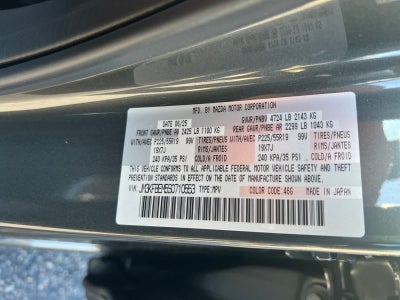 MFD. BY MAZDA MOTOR CORPORATION
DATE 06/25 GVWR/PNBV 4724 LB 2143 KG
FRONT GAWR/PNBE AR 2425 LB 1100 KG REAR GAWR/PNBE AR 2299 LB 1043 KG
WITH/AVEC P225/55R19 99V TIRES/PNEUS WITH/AVEC P225/55R19 99V TIRES/PNEUS
19X7J RIMS/JANTE 19X7J RIMS/JANTE
240 KPA/35 PSI COLD/A FROID 240 KPA/35 PSI COLD/A FROID
THIS VEHICLE CONFORMS TO ALL
APPLICABLE FEDERAL MOTOR VEHICLE
SAFETY, BUMPER, AND THEFT
PREVENTION STANDARDS IN EFFECT ON THE
DATE OF MANUFACTURE SHOWN ABOVE.
VIN: TYPE:MPV COLOR CODE:46G MADE IN JAPAN